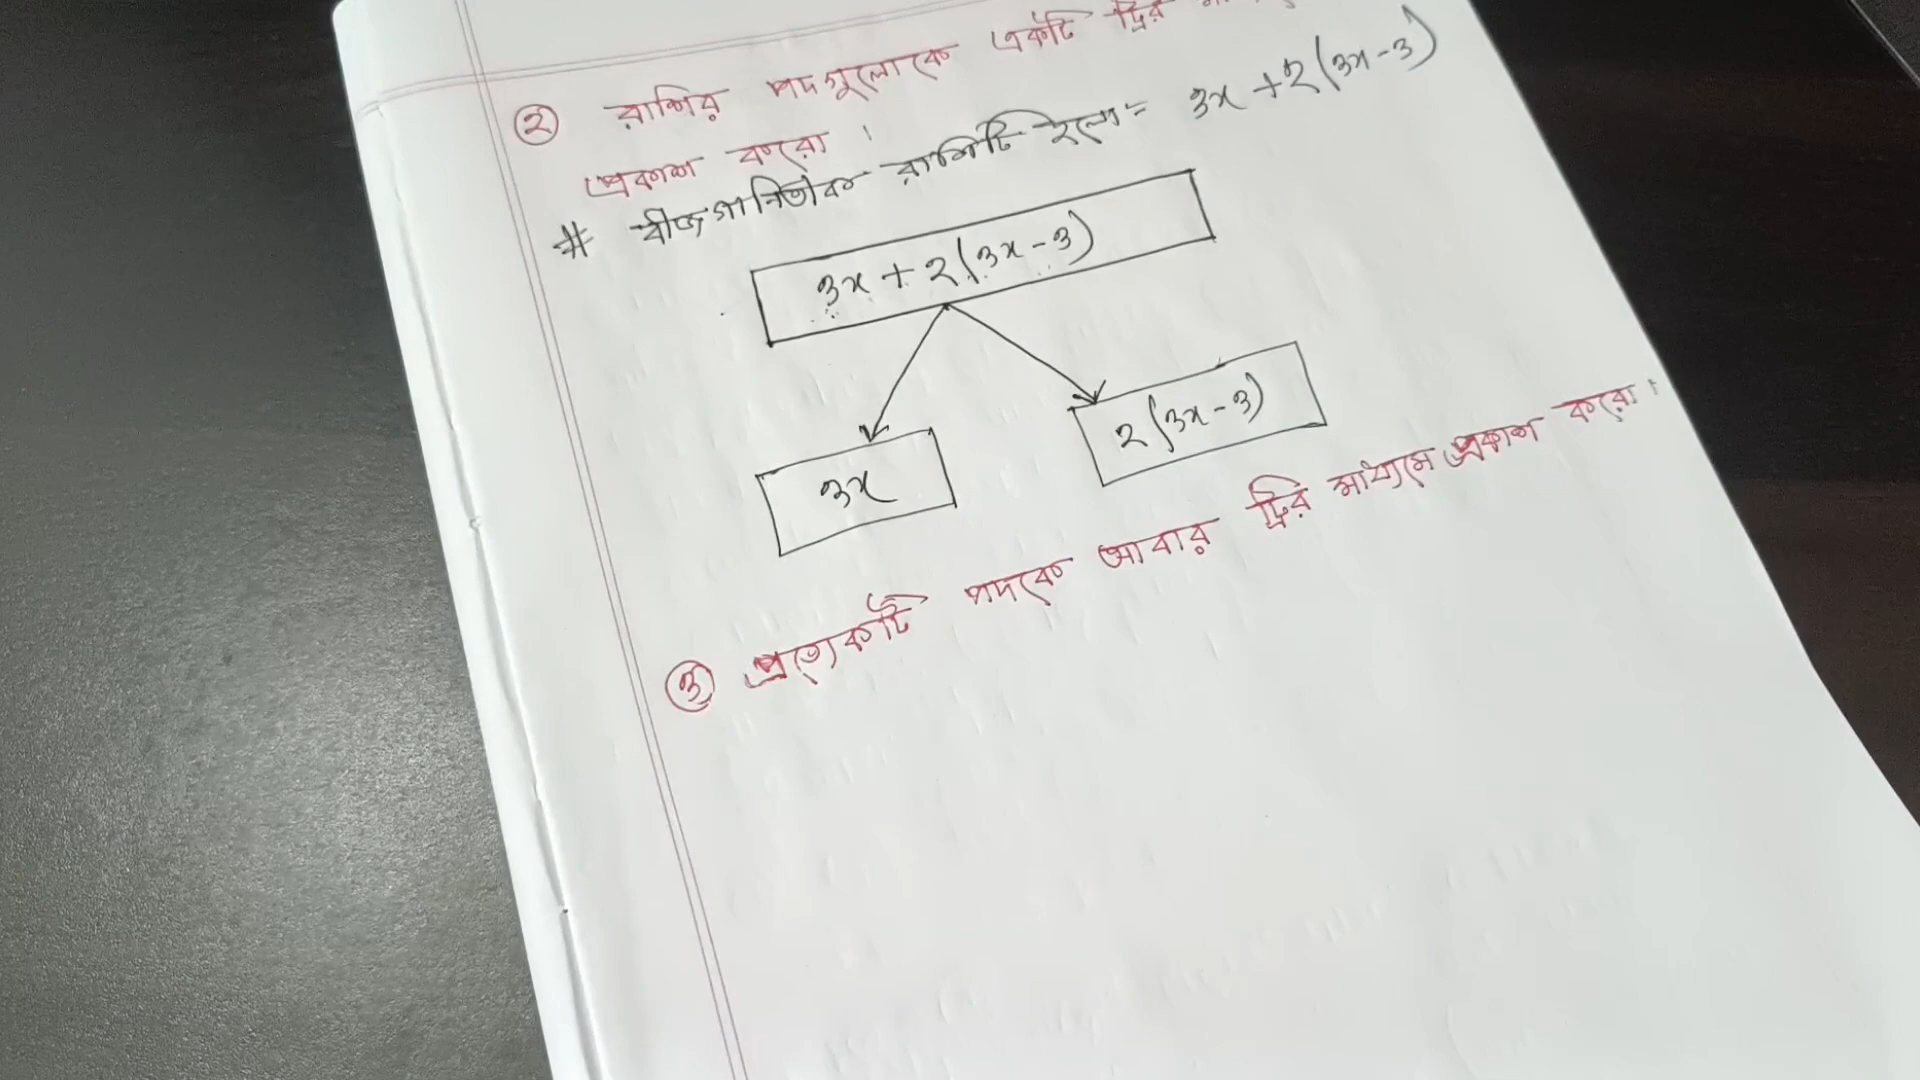 ② রাশির পদগুলোকে একটি ট্রির
প্রকাশ করো।
# বীজগানিতীক রাশিটি হলো= 3x + 2(3x-3)
3x + 2(3x-3)
3x 2(3x-3)
③ প্রত্যেকটি পদকে আবার ট্রির মাধ্যমে প্রকাশ করো।